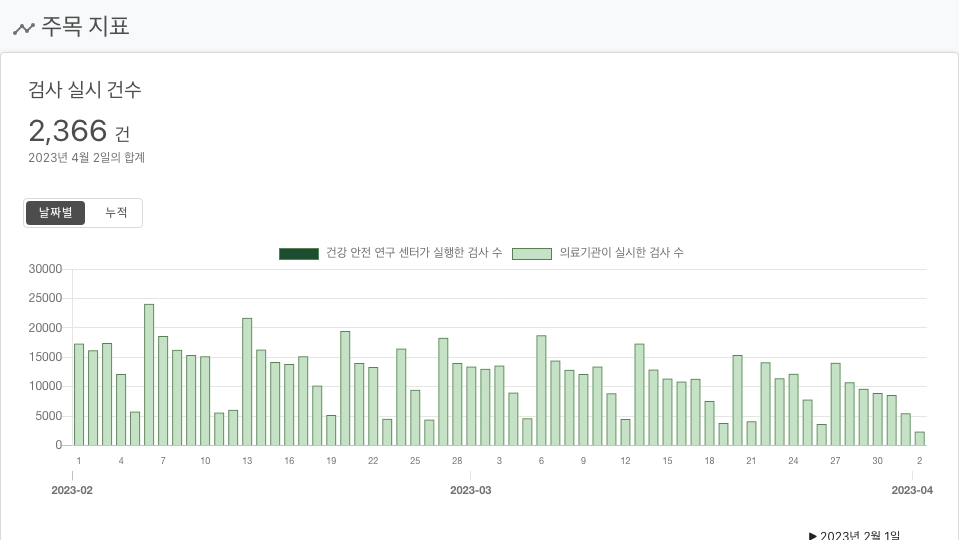 주목 지표
검사 실시 건수
2,366 건
2023년 4월 2일의 합계
날짜별 누적
건강 안전 연구 센터가 실행한 검사 수 의료기관이 실시한 검사 수
30000
25000
20000
15000
10000
5000
0
1 4 7 10 13 16 19 22 25 28 3 6 9 12 15 18 21 24 27 30 2
2023-02 2023-03 2023-04
▶ 2023년 2월 1일